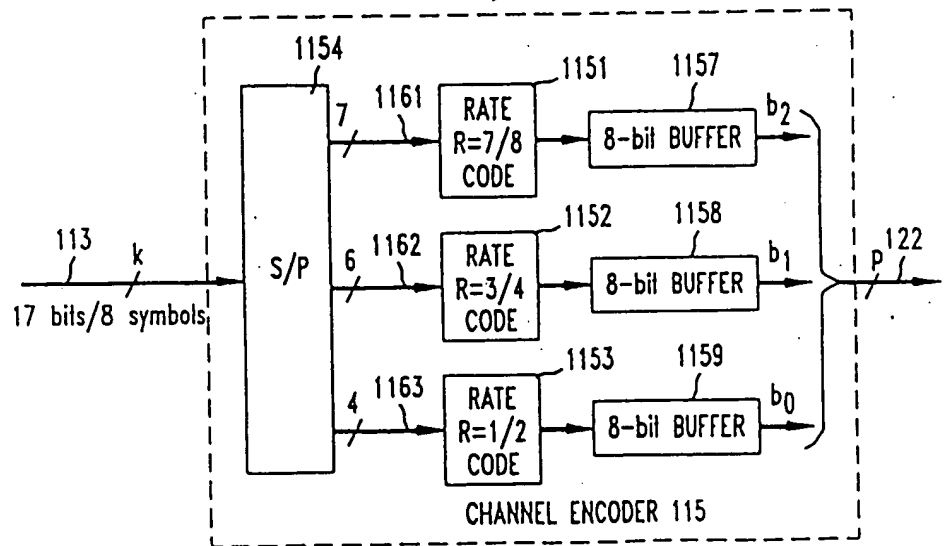 1154
1151
1157
7
1161
RATE
R=7/8
CODE
8-bit BUFFER
b2
1152
1158
113
k
S/P
6
1162
RATE
R=3/4
CODE
8-bit BUFFER
b1
p
122
17 bits/8 symbols
1153
1159
4
1163
RATE
R=1/2
CODE
8-bit BUFFER
b0
CHANNEL ENCODER 115